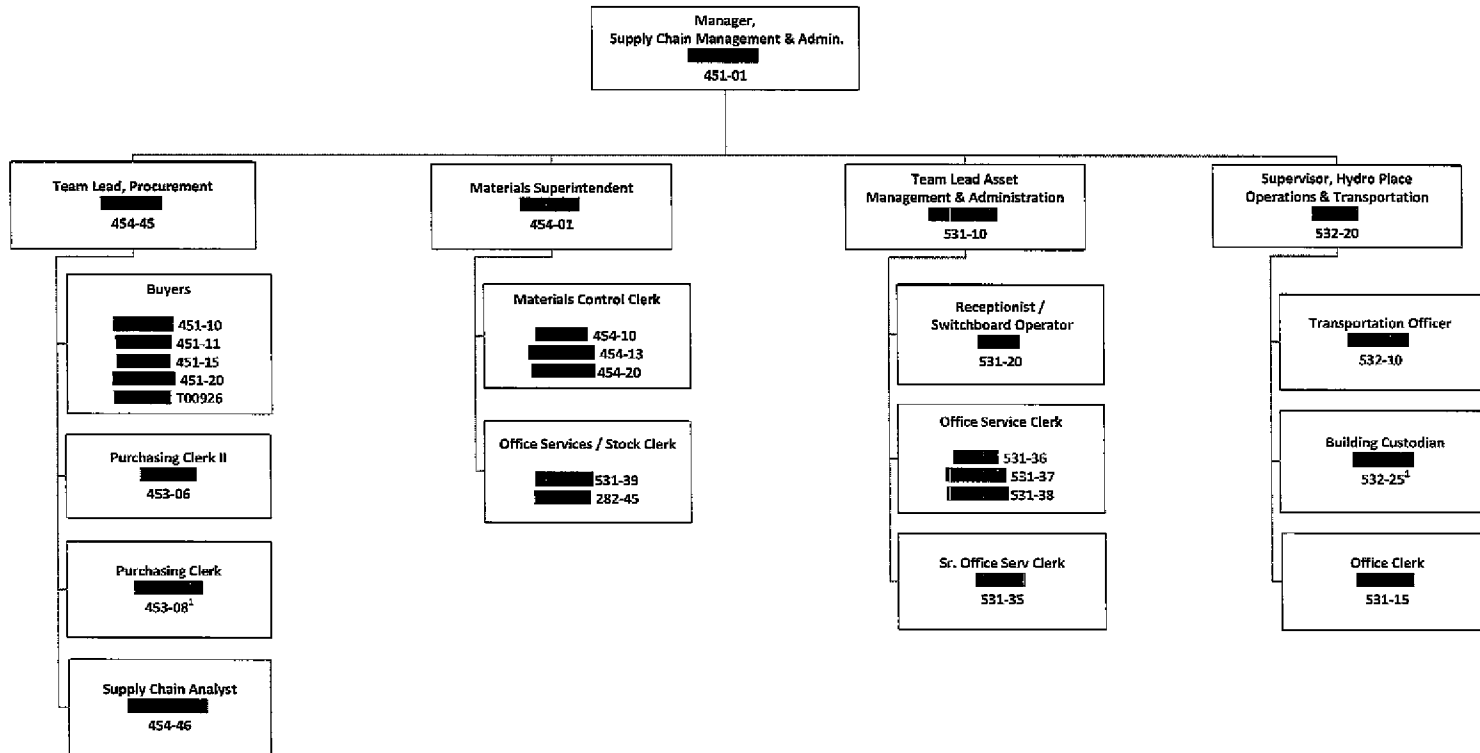 Manager,
Supply Chain Management & Admin.
451-01
Team Lead, Procurement
454-45
Materials Superintendent
454-01
Team Lead Asset
Management & Administration
531-10
Supervisor, Hydro Place
Operations & Transportation
532-20
Buyers
451-10
451-11
451-15
451-20
T00926
Purchasing Clerk II
453-06
Purchasing Clerk
453-08¹
Supply Chain Analyst
454-46
Materials Control Clerk
454-10
454-13
454-20
Office Services / Stock Clerk
531-39
282-45
Receptionist /
Switchboard Operator
531-20
Office Service Clerk
531-36
531-37
531-38
Sr. Office Serv Clerk
531-35
Transportation Officer
532-10
Building Custodian
532-25¹
Office Clerk
531-15